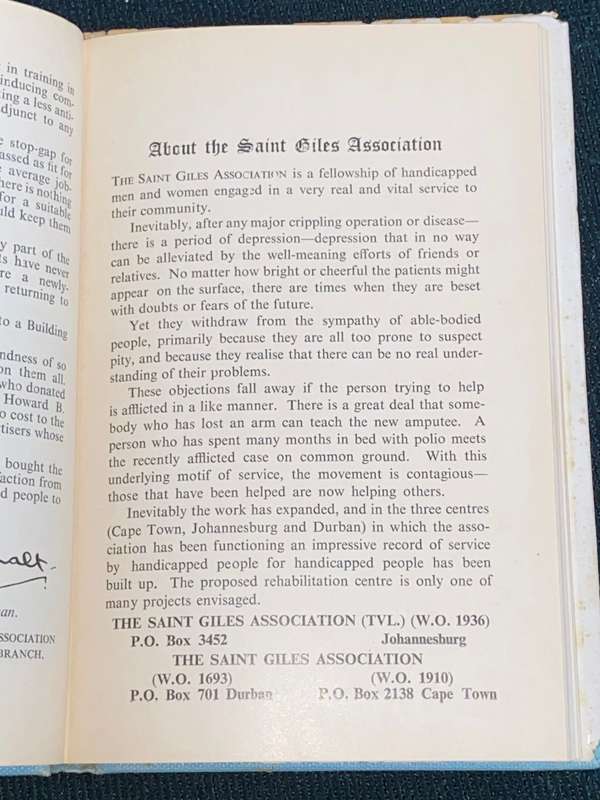 in training in
inducing com-
ing a less anti-
adjunct to any
e stop-gap for
assed as fit for
e average job-
here is nothing
for a suitable
uld keep them
y part of the
ts have never
re a newly-
returning to
to a Building
ndness of so
on them all.
who donated
Howard B.
o cost to the
rtisers whose
bought the
faction from
d people to
an.
SSOCIATION
BRANCH.
About the Saint Giles Association
THE SAINT GILES ASSOCIATION is a fellowship of handicapped
men and women engaged in a very real and vital service to
their community.
Inevitably, after any major crippling operation or disease—
there is a period of depression—depression that in no way
can be alleviated by the well-meaning efforts of friends or
relatives. No matter how bright or cheerful the patients might
appear on the surface, there are times when they are beset
with doubts or fears of the future.
Yet they withdraw from the sympathy of able-bodied
people, primarily because they are all too prone to suspect
pity, and because they realise that there can be no real under-
standing of their problems.
These objections fall away if the person trying to help
is afflicted in a like manner. There is a great deal that some-
body who has lost an arm can teach the new amputee. A
person who has spent many months in bed with polio meets
the recently afflicted case on common ground. With this
underlying motif of service, the movement is contagious—
those that have been helped are now helping others.
Inevitably the work has expanded, and in the three centres
(Cape Town, Johannesburg and Durban) in which the asso-
ciation has been functioning an impressive record of service
by handicapped people for handicapped people has been
built up. The proposed rehabilitation centre is only one of
many projects envisaged.
THE SAINT GILES ASSOCIATION (TVL.) (W.O. 1936)
P.O. Box 3452 Johannesburg
THE SAINT GILES ASSOCIATION
(W.O. 1693) (W.O. 1910)
P.O. Box 701 Durban P.O. Box 2138 Cape Town